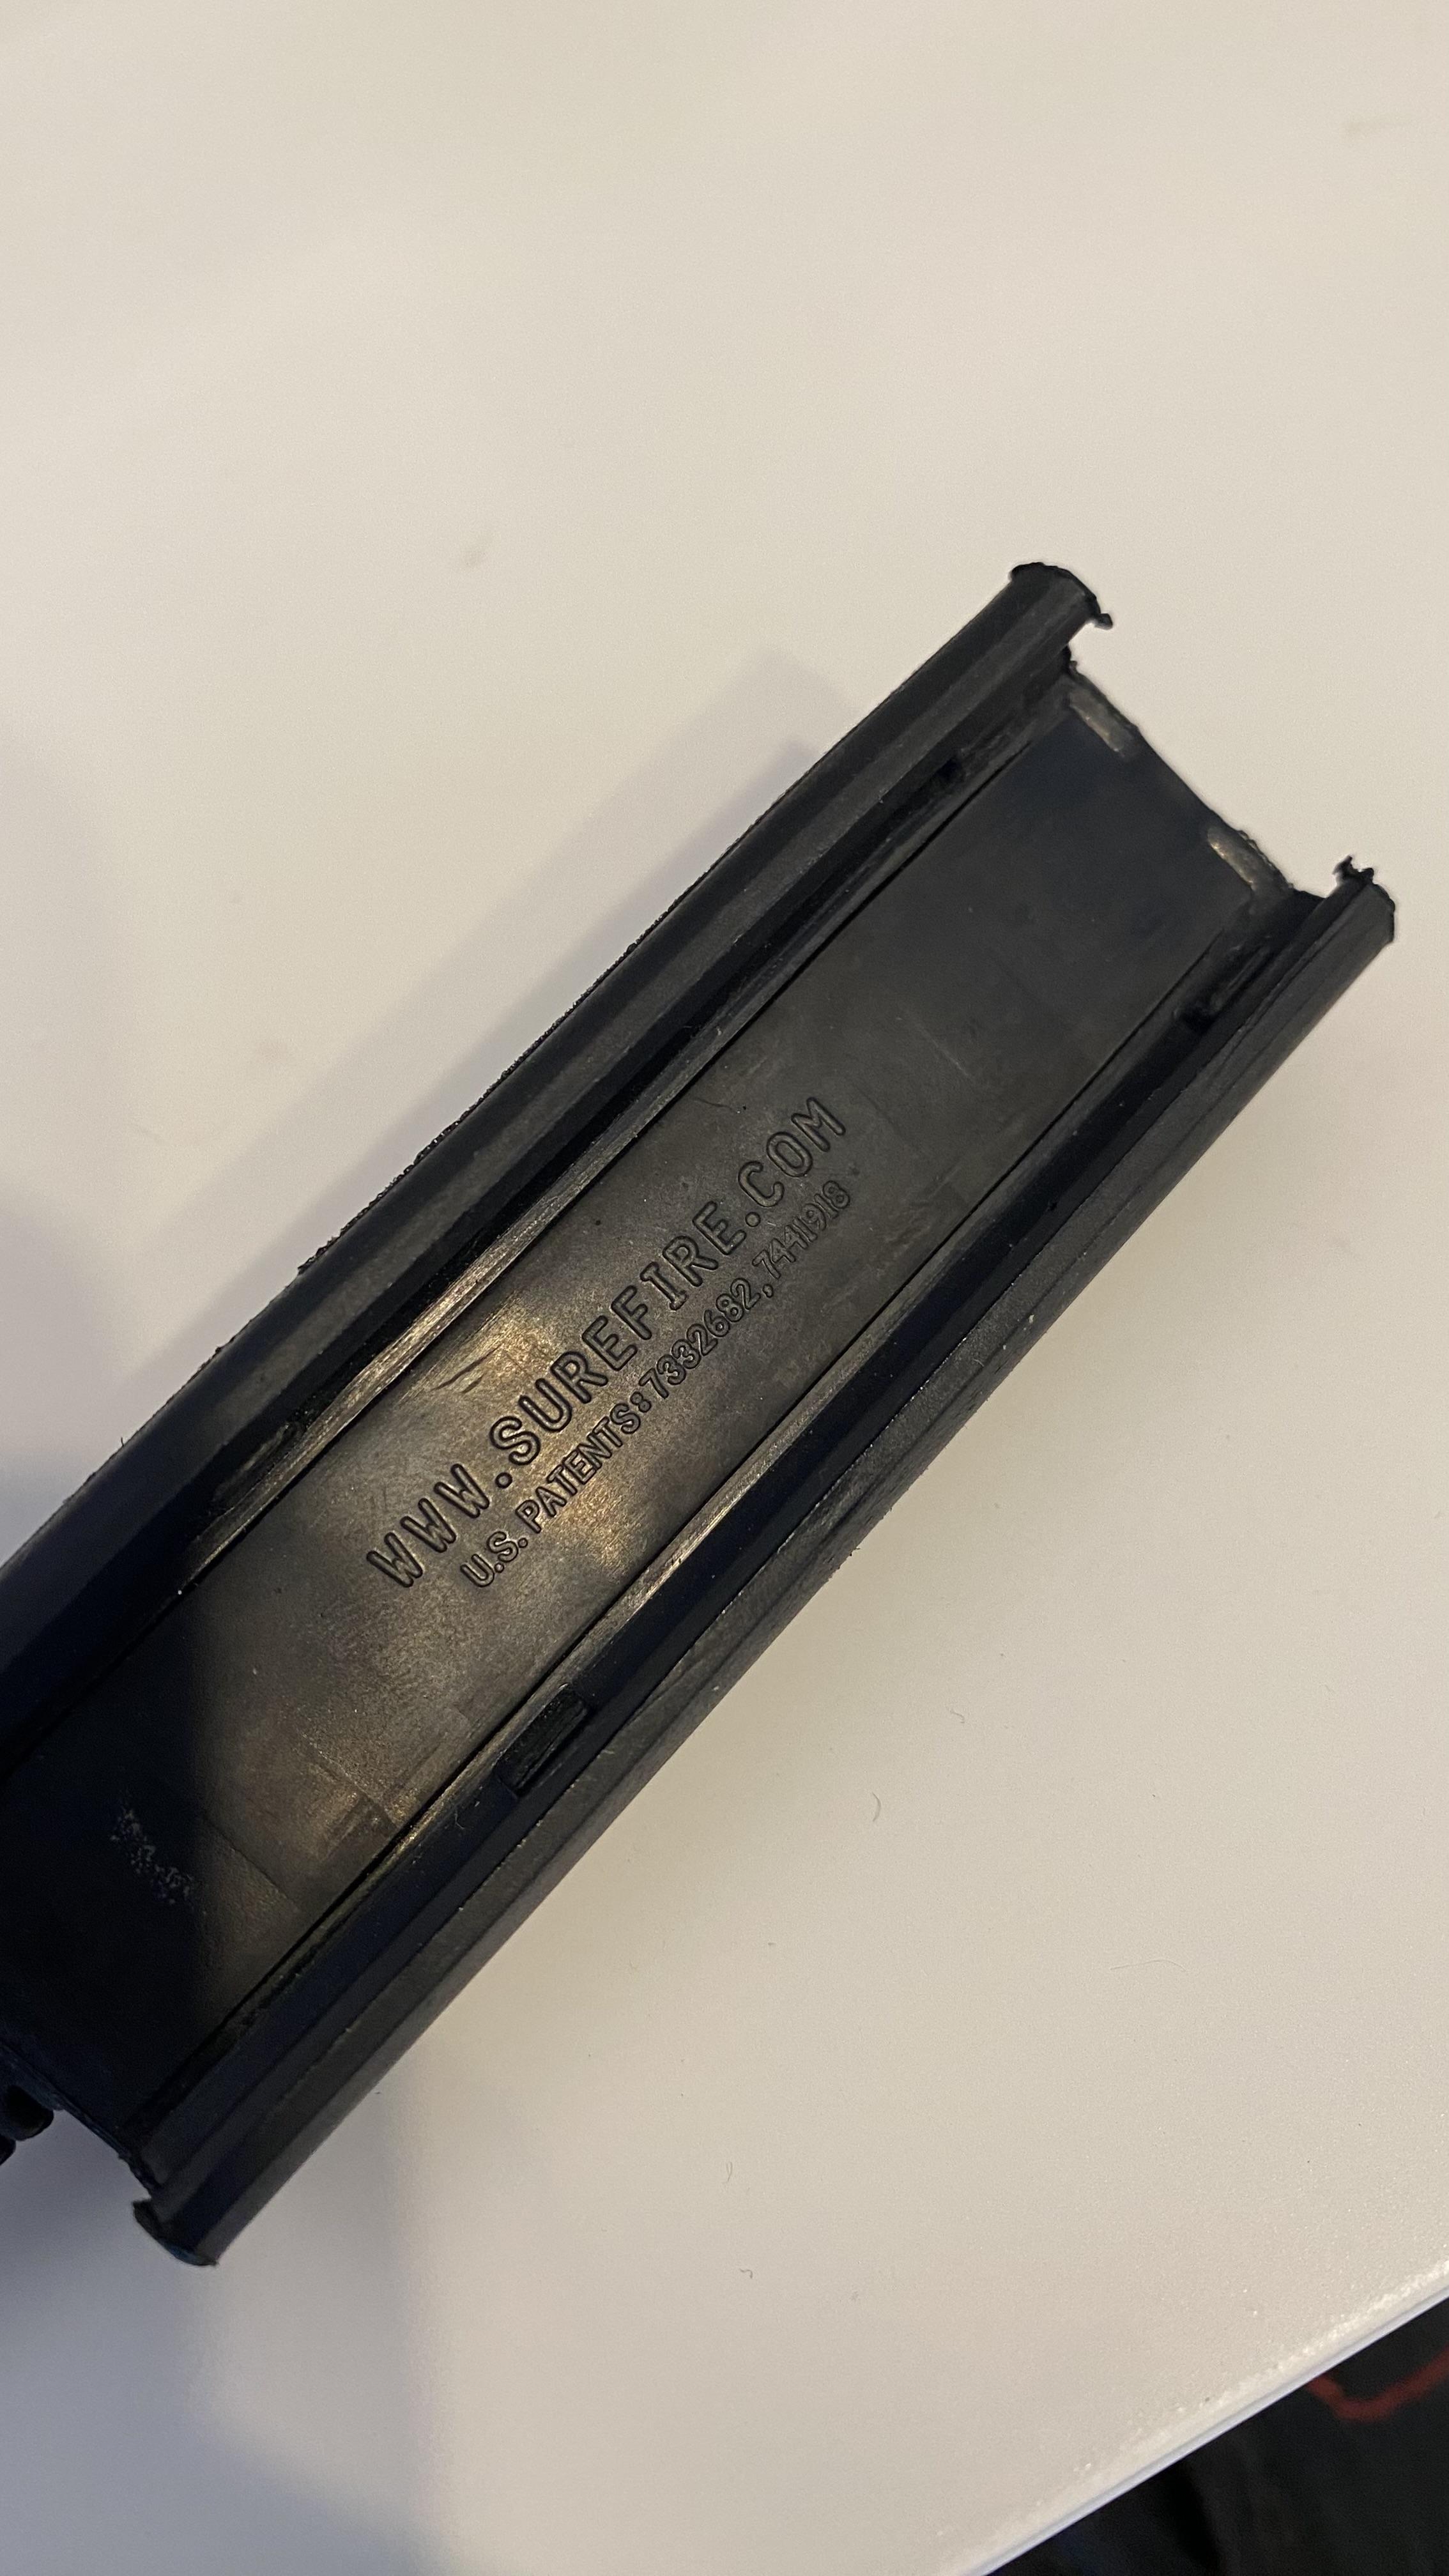 WWW.SUREFIRE.COM
U.S. PATENTS: 7332682, 7441918